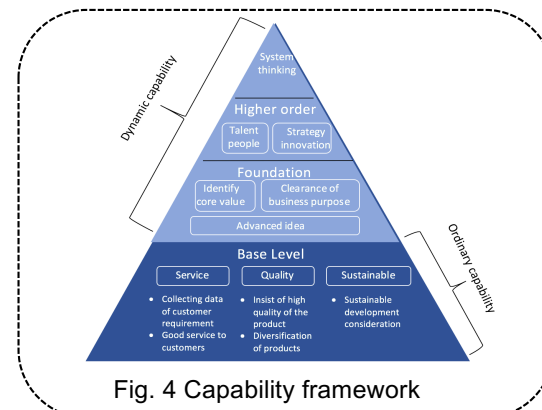 System
thinking
Higher order
Talent
people
Strategy
innovation
Foundation
Identify
core value
Clearance of
business purpose
Advanced idea
Base Level
Service
Quality
Sustainable
• Collecting data
of customer
requirement
• Good service to
customers
• Insist of high
quality of the
product
• Diversification
of products
• Sustainable
development
consideration
Dynamic capability
Ordinary capability
Fig. 4 Capability framework